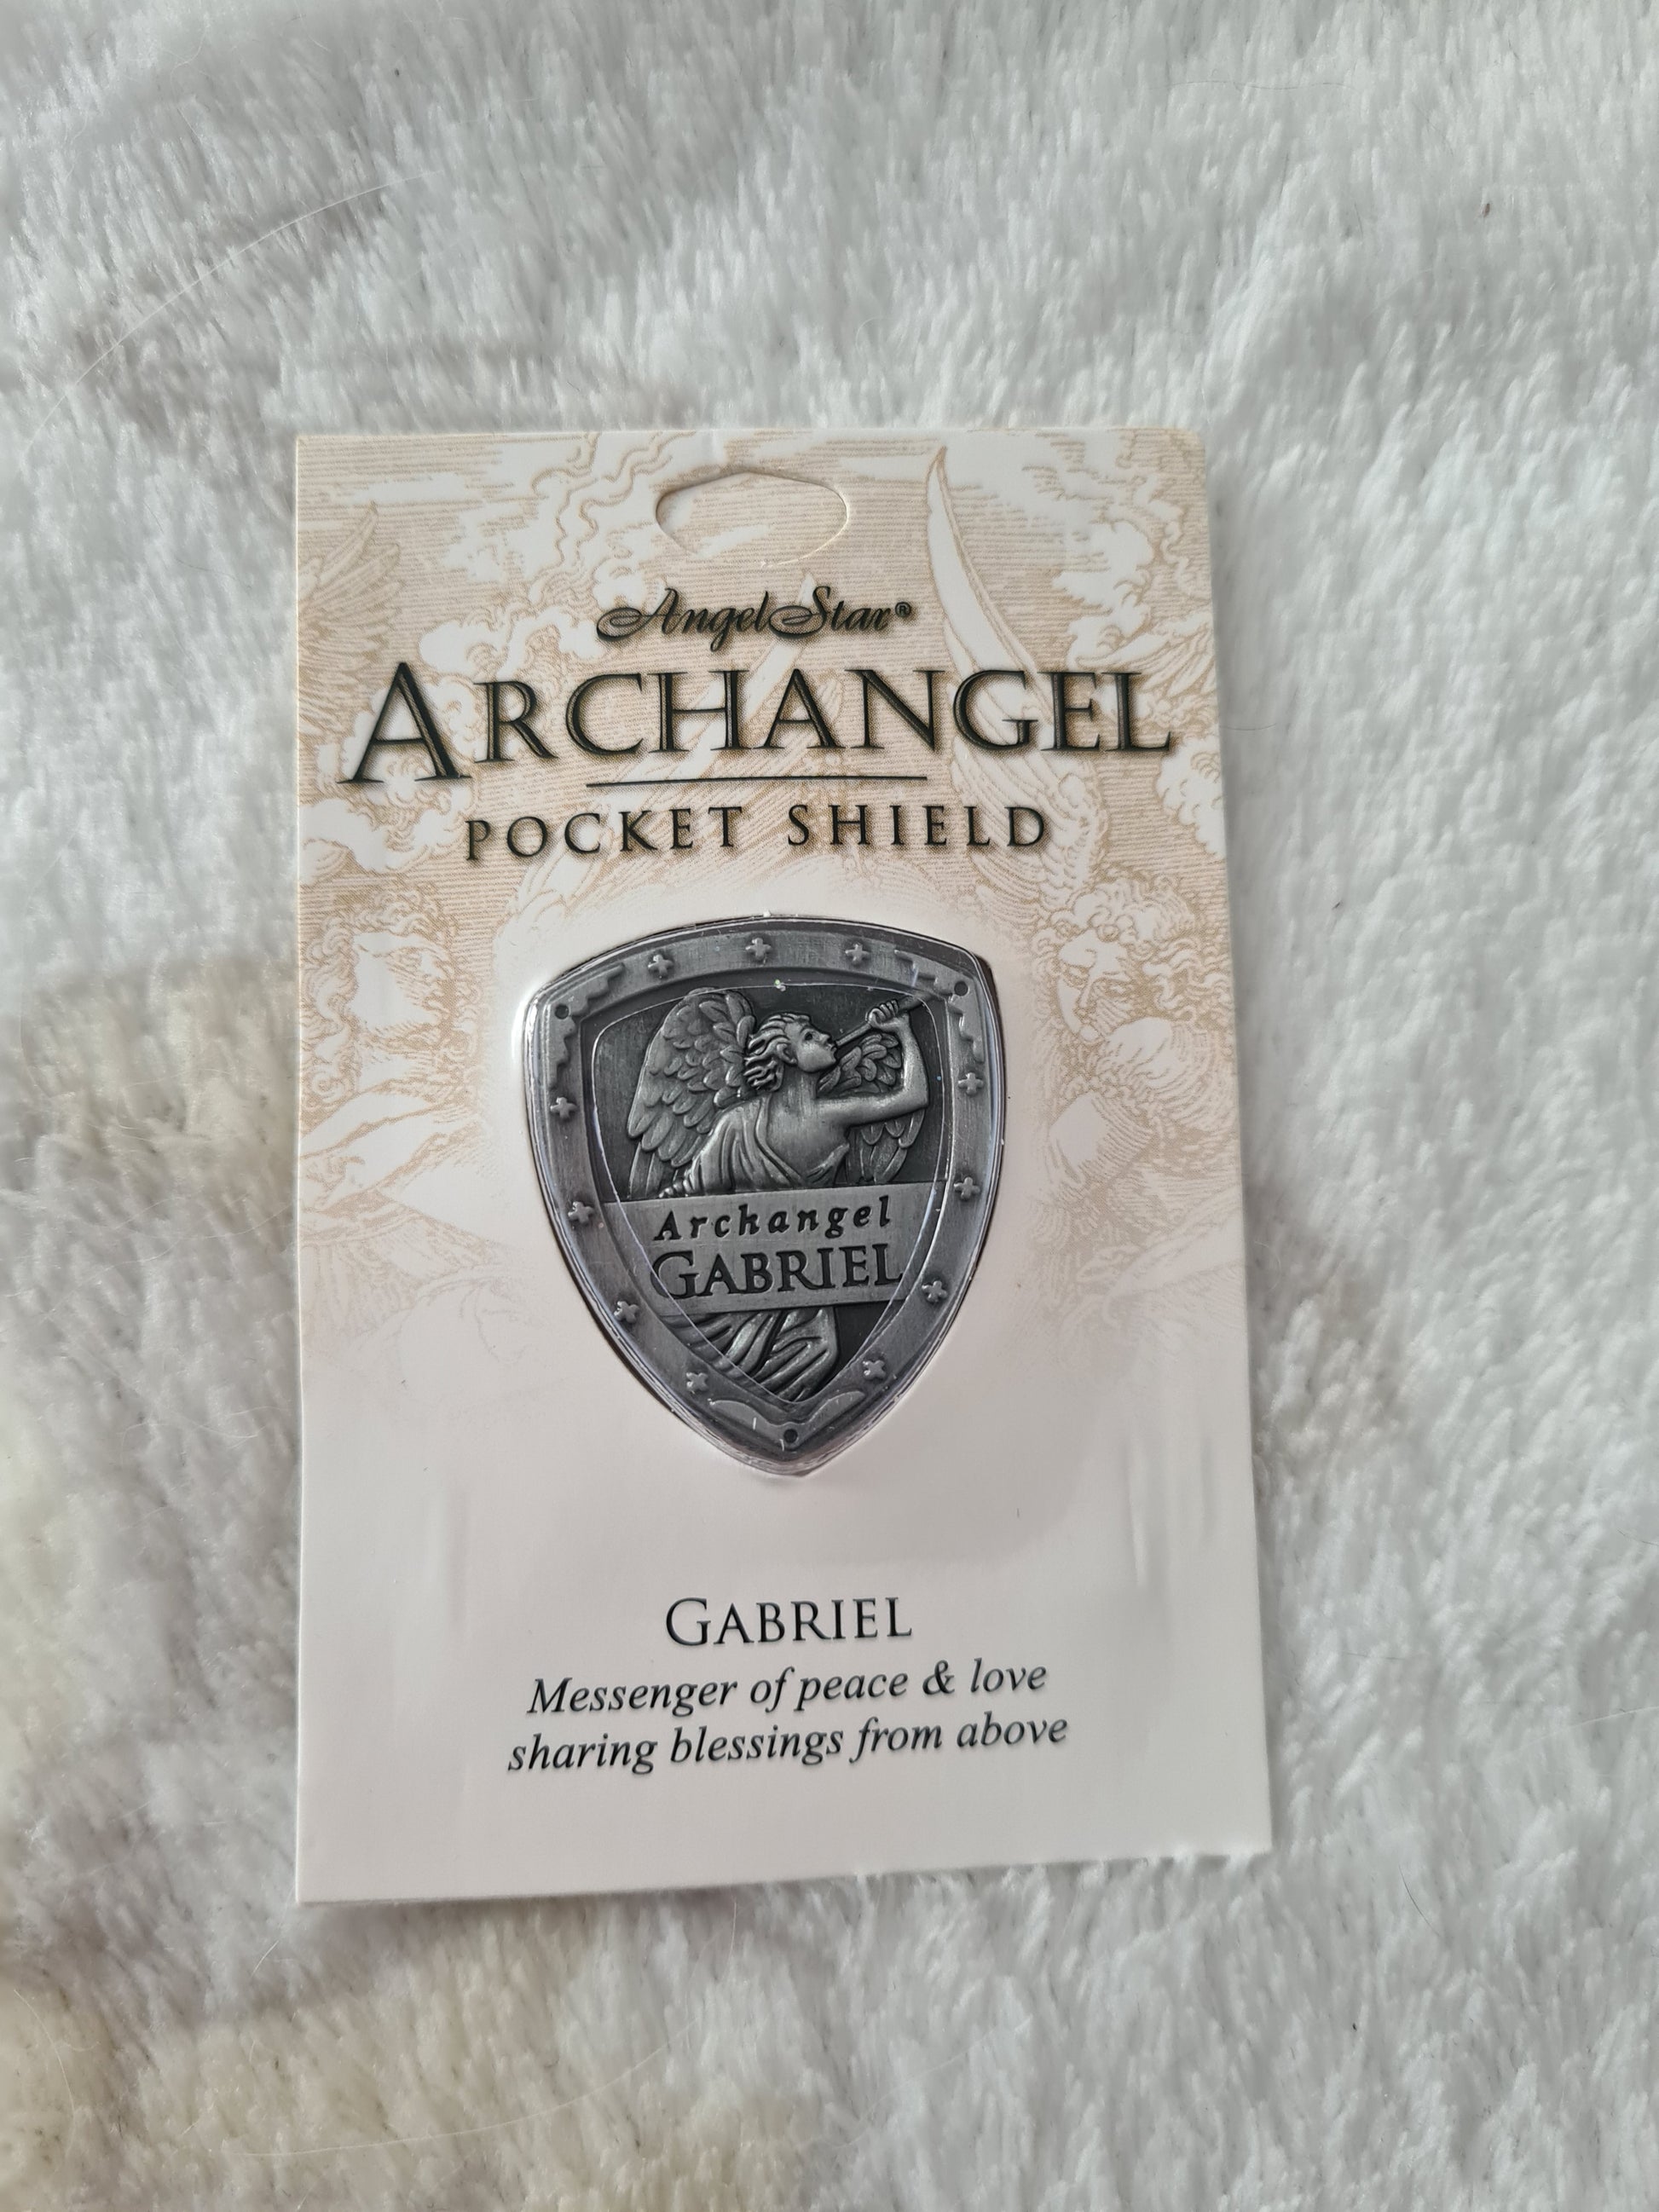 AngelStar®
ARCHANGEL
POCKET SHIELD
Archangel
GABRIEL
GABRIEL
Messenger of peace & love
sharing blessings from above